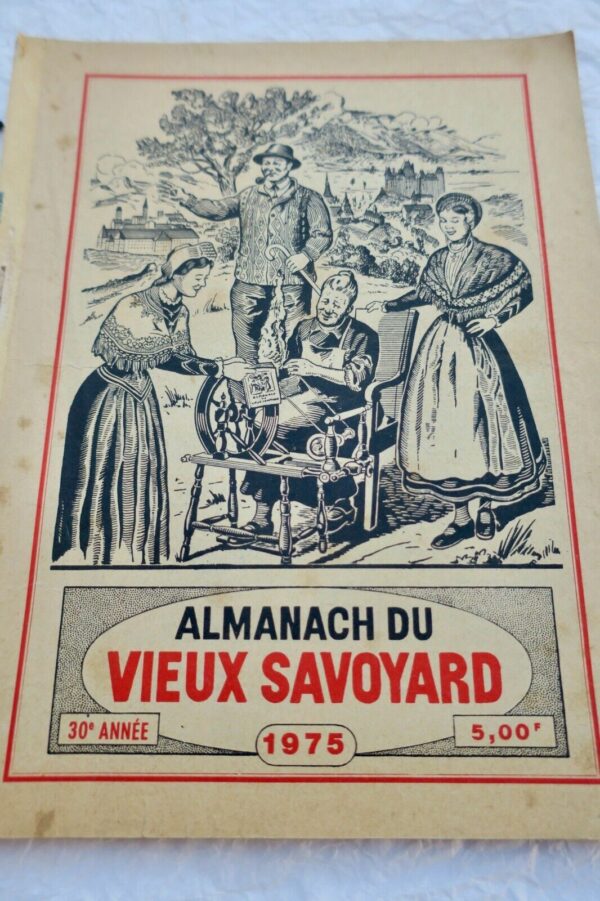 ALMANACH DU
VIEUX SAVOYARD
30e ANNÉE
1975
5,00F